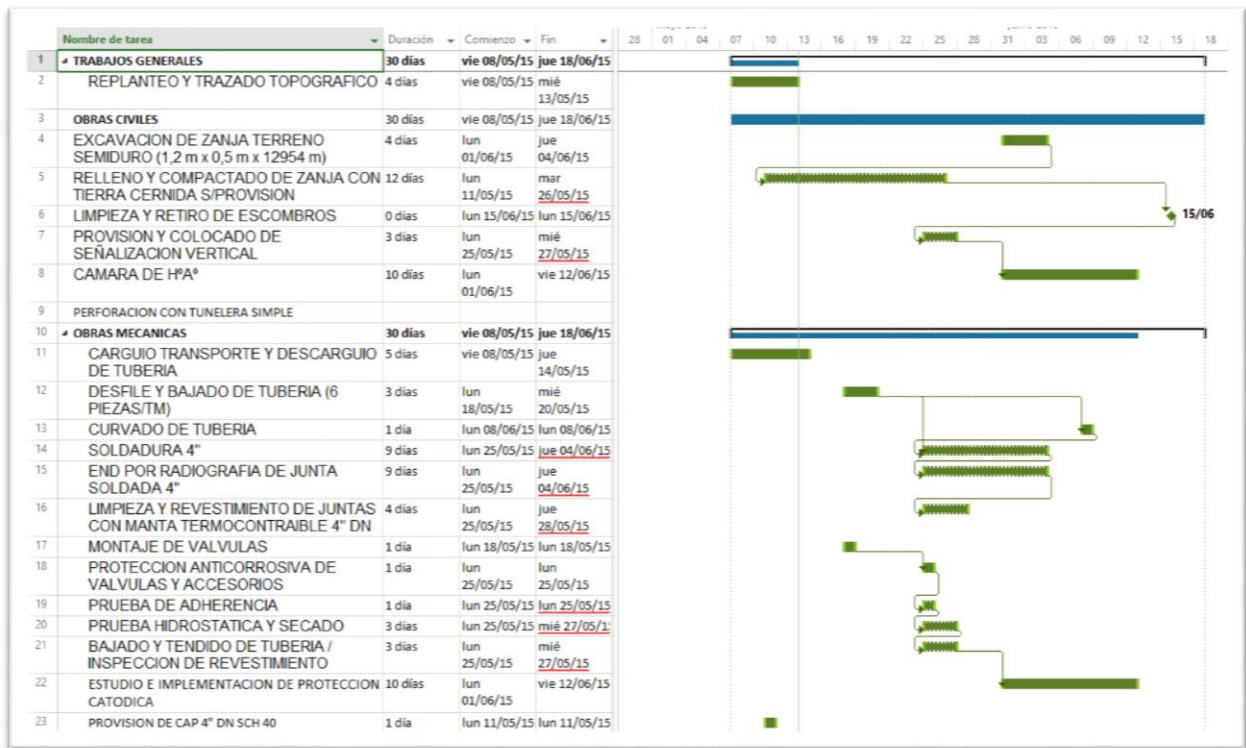 Nombre de tarea Duración Comienzo Fin 28 01 04 07 10 13 16 19 22 25 28 31 03 06 09 12 15 18
1 TRABAJOS GENERALES 30 días vie 08/05/15 jue 18/06/15
2 REPLANTEO Y TRAZADO TOPOGRAFICO 4 días vie 08/05/15 mié
13/05/15
3 OBRAS CIVILES 30 días vie 08/05/15 jue 18/06/15
4 EXCAVACION DE ZANJA TERRENO 4 días lun jue
SEMIDURO (1,2 m x 0,5 m x 12954 m) 01/06/15 04/06/15
5 RELLENO Y COMPACTADO DE ZANJA CON 12 días lun mar
TIERRA CERNIDA S/PROVISION 11/05/15 26/05/15
6 LIMPIEZA Y RETIRO DE ESCOMBROS 0 días lun 15/06/15 lun 15/06/15 15/06
7 PROVISION Y COLOCADO DE 3 días lun mié
SEÑALIZACION VERTICAL 25/05/15 27/05/15
8 CAMARA DE HºAº 10 días lun vie 12/06/15
01/06/15
9 PERFORACION CON TUNELERA SIMPLE
10 OBRAS MECANICAS 30 días vie 08/05/15 jue 18/06/15
11 CARGUIO TRANSPORTE Y DESCARGUIO 5 días vie 08/05/15 jue
DE TUBERIA 14/05/15
12 DESFILE Y BAJADO DE TUBERIA (6 3 días lun mié
PIEZAS/TM) 18/05/15 20/05/15
13 CURVADO DE TUBERIA 1 día lun 08/06/15 lun 08/06/15
14 SOLDADURA 4" 9 días lun 25/05/15 jue 04/06/15
15 END POR RADIOGRAFIA DE JUNTA 9 días lun jue
SOLDADA 4" 25/05/15 04/06/15
16 LIMPIEZA Y REVESTIMIENTO DE JUNTAS 4 días lun jue
CON MANTA TERMOCONTRAIBLE 4" DN 25/05/15 28/05/15
17 MONTAJE DE VALVULAS 1 día lun 18/05/15 lun 18/05/15
18 PROTECCION ANTICORROSIVA DE 1 día lun lun
VALVULAS Y ACCESORIOS 25/05/15 25/05/15
19 PRUEBA DE ADHERENCIA 1 día lun 25/05/15 lun 25/05/15
20 PRUEBA HIDROSTATICA Y SECADO 3 días lun 25/05/15 mié 27/05/1
21 BAJADO Y TENDIDO DE TUBERIA / 3 días lun mié
INSPECCION DE REVESTIMIENTO 25/05/15 27/05/15
22 ESTUDIO E IMPLEMENTACION DE PROTECCION 10 días lun vie 12/06/15
CATODICA 01/06/15
23 PROVISION DE CAP 4" DN SCH 40 1 día lun 11/05/15 lun 11/05/15